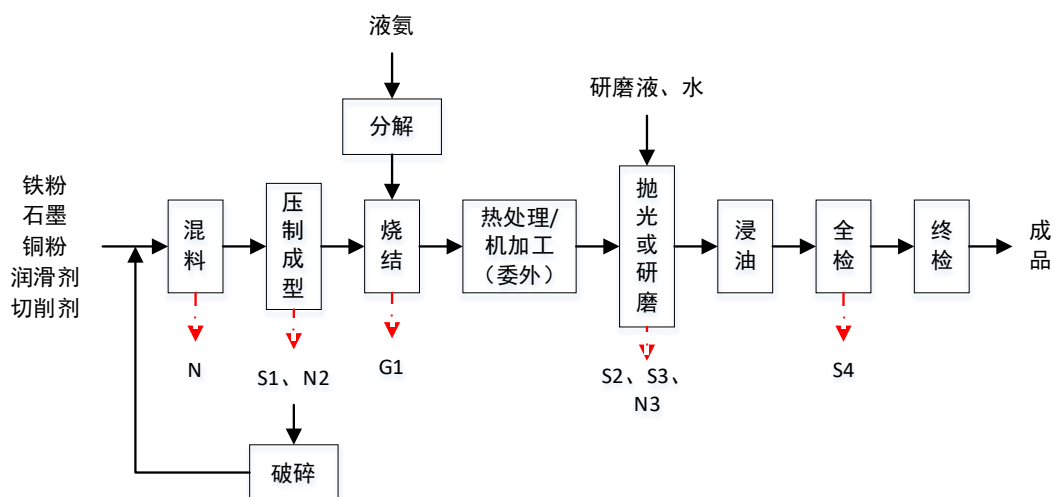 液氨
分解
研磨液、水
铁粉
石墨
铜粉
润滑剂
切削剂
混
料
压
制
成
型
烧
结
热处理/
机加工
（委外）
抛
光
或
研
磨
浸
油
全
检
终
检
成
品
N
S1、N2
G1
S2、S3、
N3
S4
破碎